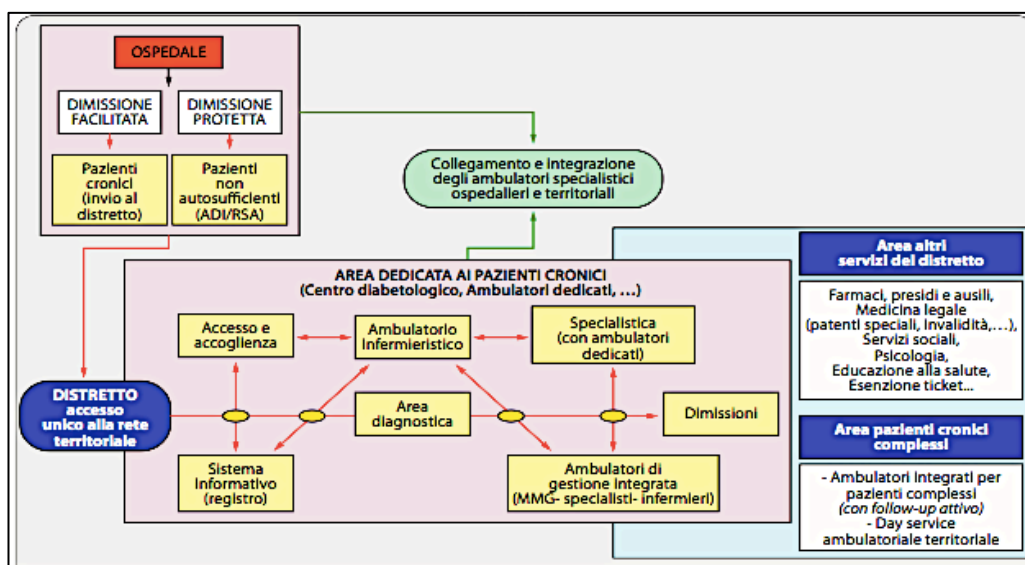 OSPEDALE
DIMISSIONE
FACILITATA
DIMISSIONE
PROTETTA
Pazienti
cronici
(invio al
distretto)
Pazienti
non
autosufficienti
(ADI/RSA)
Collegamento e integrazione
degli ambulatori specialistici
ospedalieri e territoriali
AREA DEDICATA AI PAZIENTI CRONICI
(Centro diabetologico, Ambulatori dedicati, …)
Accesso e
accoglienza
Ambulatorio
Infermieristico
Specialistica
(con ambulatori
dedicati)
DISTRETTO
accesso
unico alla rete
territoriale
Area
diagnostica
Dimissioni
Sistema
Informativo
(registro)
Ambulatori di
gestione Integrata
(MMG- specialisti- infermieri)
Area altri
servizi del distretto
Farmaci, presidi e ausili,
Medicina legale
(patenti speciali, Invalidità,…),
Servizi sociali,
Psicologia,
Educazione alla salute,
Esenzione ticket...
Area pazienti cronici
complessi
- Ambulatori Integrati per
pazienti complessi
(con follow-up attivo)
- Day service
ambulatoriale territoriale